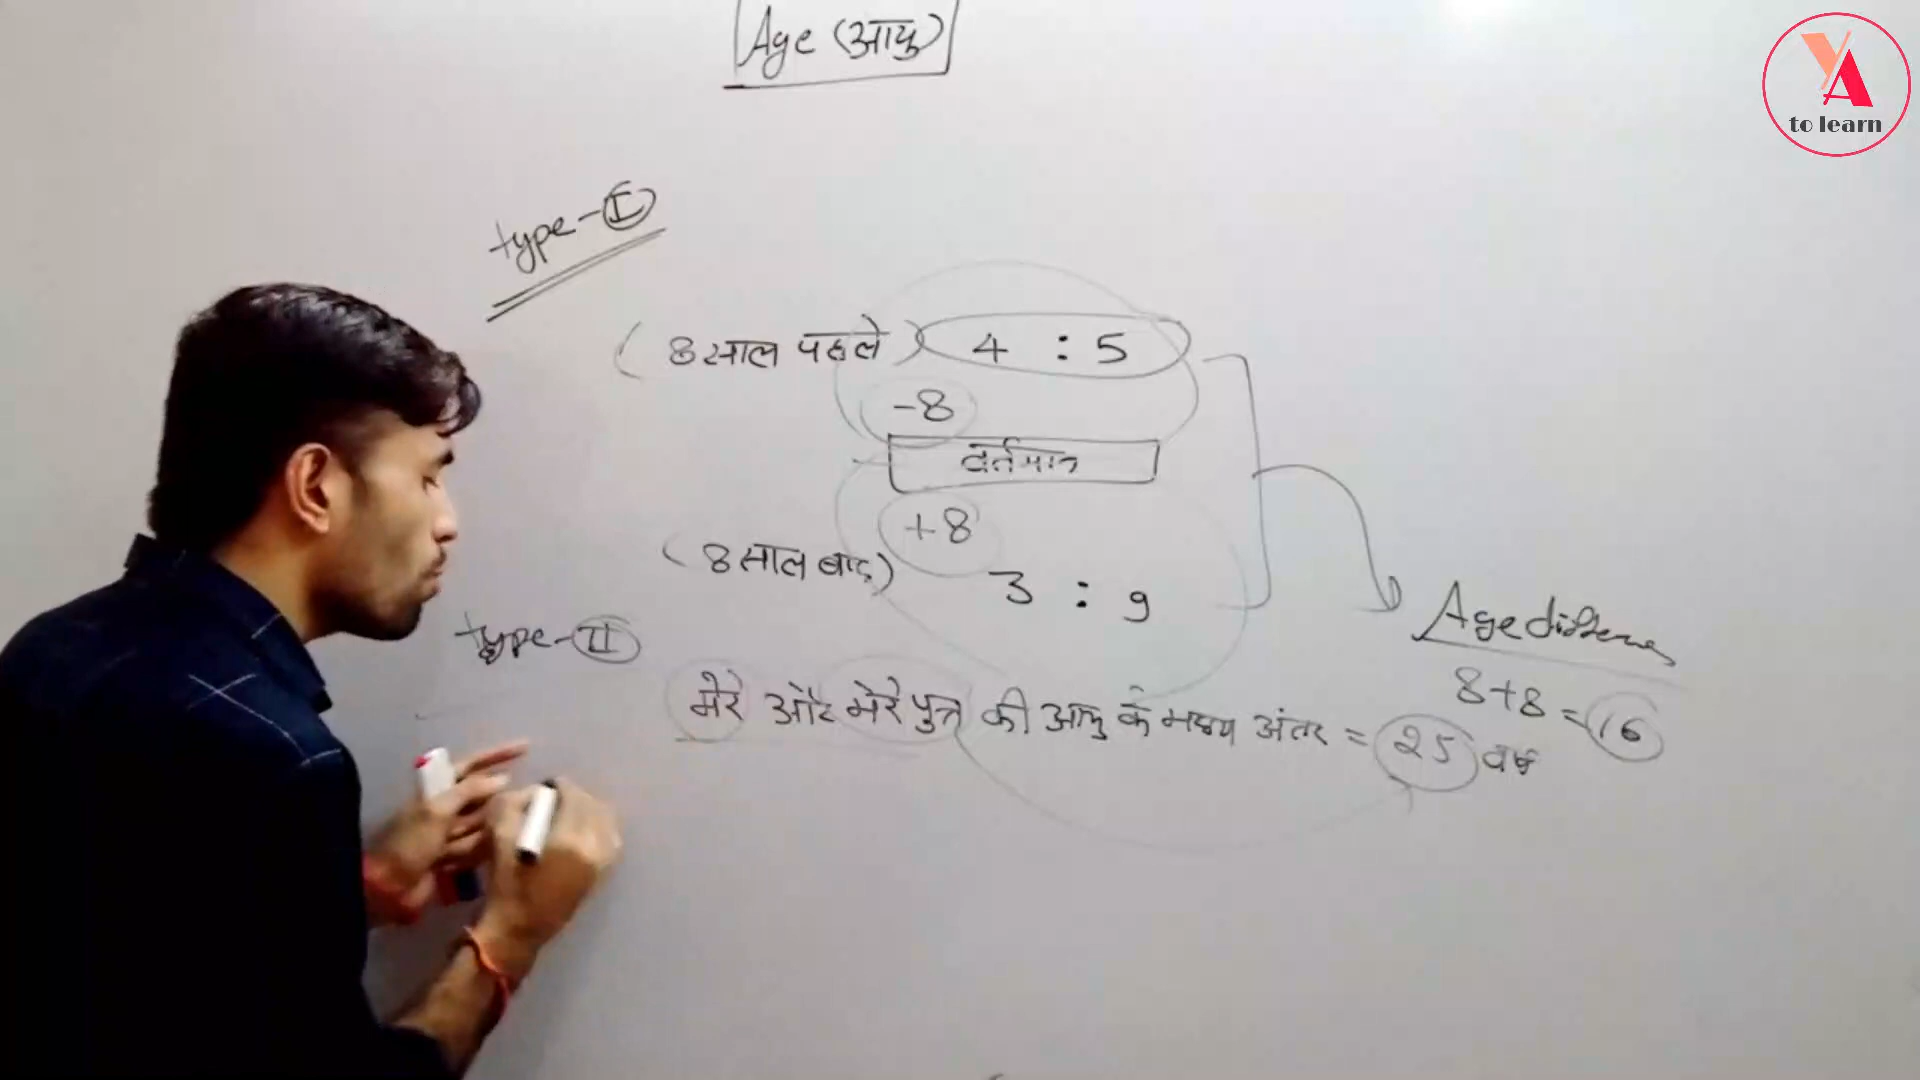 Age (आयु)
YA
to learn
type-I
(8 साल पहले) 4 : 5
-8
वर्तमान
+8
(8 साल बाद) 3 : 9
Age
8+8 = 16
type-II
मेरे और मेरे पुत्र की आयु के मध्य अंतर = 25 वर्ष